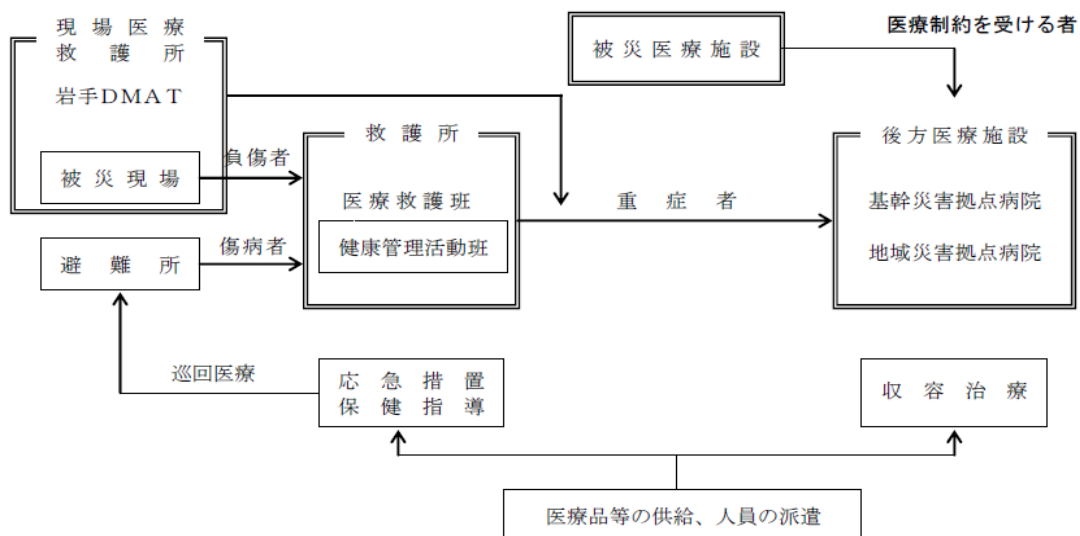 現場医療
救護所
岩手DMAT
被災現場
負傷者
避難所
傷病者
救護所
医療救護班
健康管理活動班
被災医療施設
医療制約を受ける者
重症者
後方医療施設
基幹災害拠点病院
地域災害拠点病院
巡回医療
応急措置
保健指導
収容治療
医療品等の供給、人員の派遣